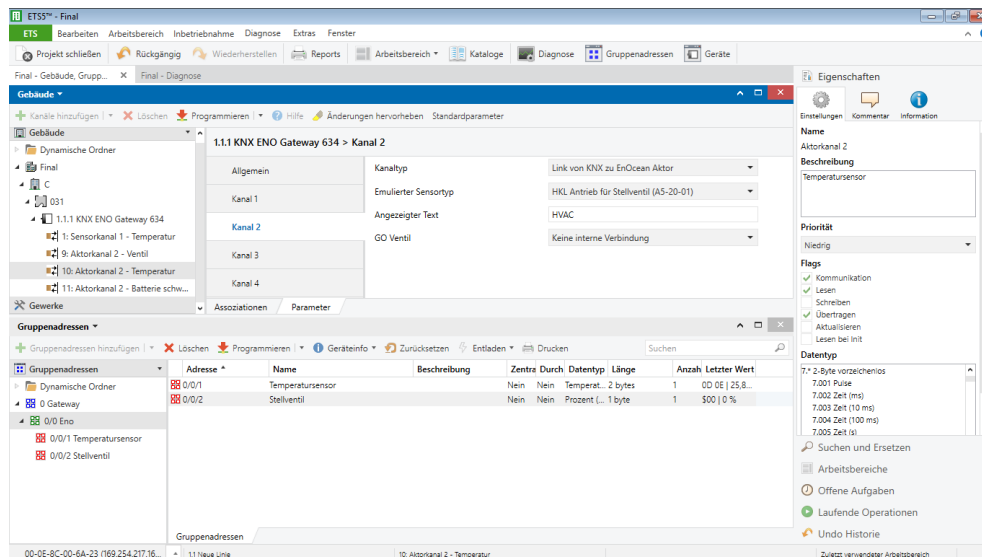 ETS5™ - Final
ETS Bearbeiten Arbeitsbereich Inbetriebnahme Diagnose Extras Fenster
Projekt schließen Rückgängig Wiederherstellen Reports Arbeitsbereich Kataloge Diagnose Gruppenadressen Geräte
Final - Gebäude, Grupp... Final - Diagnose
Gebäude
Kanäle hinzufügen Löschen Programmieren Hilfe Änderungen hervorheben Standardparameter
Gebäude
Dynamische Ordner
Final
C
031
1.1.1 KNX ENO Gateway 634
1: Sensorkanal 1 - Temperatur
9: Aktorkanal 2 - Ventil
10: Aktorkanal 2 - Temperatur
11: Aktorkanal 2 - Batterie schw...
Gewerke
1.1.1 KNX ENO Gateway 634 > Kanal 2
Allgemein
Kanal 1
Kanal 2
Kanal 3
Kanal 4
Kanaltyp Link von KNX zu EnOcean Aktor
Emulierter Sensortyp HKL Antrieb für Stellventil (A5-20-01)
Angezeigter Text HVAC
GO Ventil Keine interne Verbindung
Assoziationen Parameter
Gruppenadressen
Gruppenadressen hinzufügen Löschen Programmieren Geräteinfo Zurücksetzen Entladen Drucken Suchen
Gruppenadressen
Dynamische Ordner
0 Gateway
0/0 Eno
0/0/1 Temperatursensor
0/0/2 Stellventil
Adresse Name Beschreibung Zentra Durch Datentyp Länge Anzah Letzter Wert
0/0/1 Temperatursensor Nein Nein Temperat... 2 bytes 1 0D 0E | 25,8...
0/0/2 Stellventil Nein Nein Prozent (... 1 byte 1 $00 | 0 %
Gruppenadressen
Eigenschaften
Einstellungen Kommentar Information
Name
Aktorkanal 2
Beschreibung
Temperatursensor
Priorität
Niedrig
Flags
Kommunikation
Lesen
Schreiben
Übertragen
Aktualisieren
Lesen bei Init
Datentyp
7.* 2-Byte vorzeichenlos
7.001 Pulse
7.002 Zeit (ms)
7.003 Zeit (10 ms)
7.004 Zeit (100 ms)
7.005 Zeit (s)
Suchen und Ersetzen
Arbeitsbereiche
Offene Aufgaben
Laufende Operationen
Undo Historie
00-0E-8C-00-6A-23 (169.254.217.16... 1.1 Neue Linie 10: Aktorkanal 2 - Temperatur Zuletzt verwendeter Arbeitsbereich